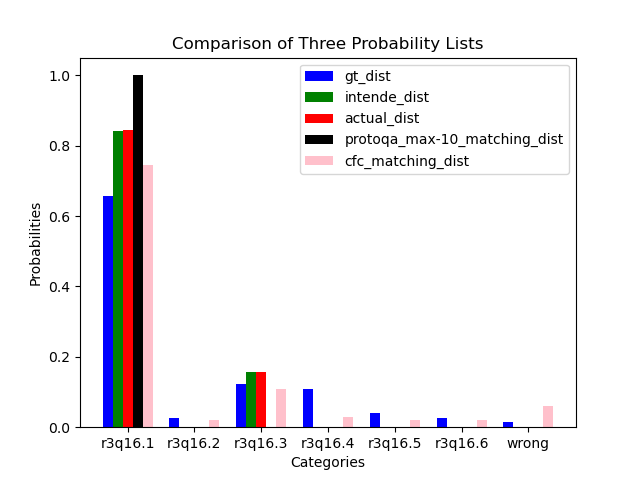 Comparison of Three Probability Lists
gt_dist
intende_dist
actual_dist
protoqa_max-10_matching_dist
cfc_matching_dist
Probabilities
1.0
0.8
0.6
0.4
0.2
0.0
r3q16.1 r3q16.2 r3q16.3 r3q16.4 r3q16.5 r3q16.6 wrong
Categories